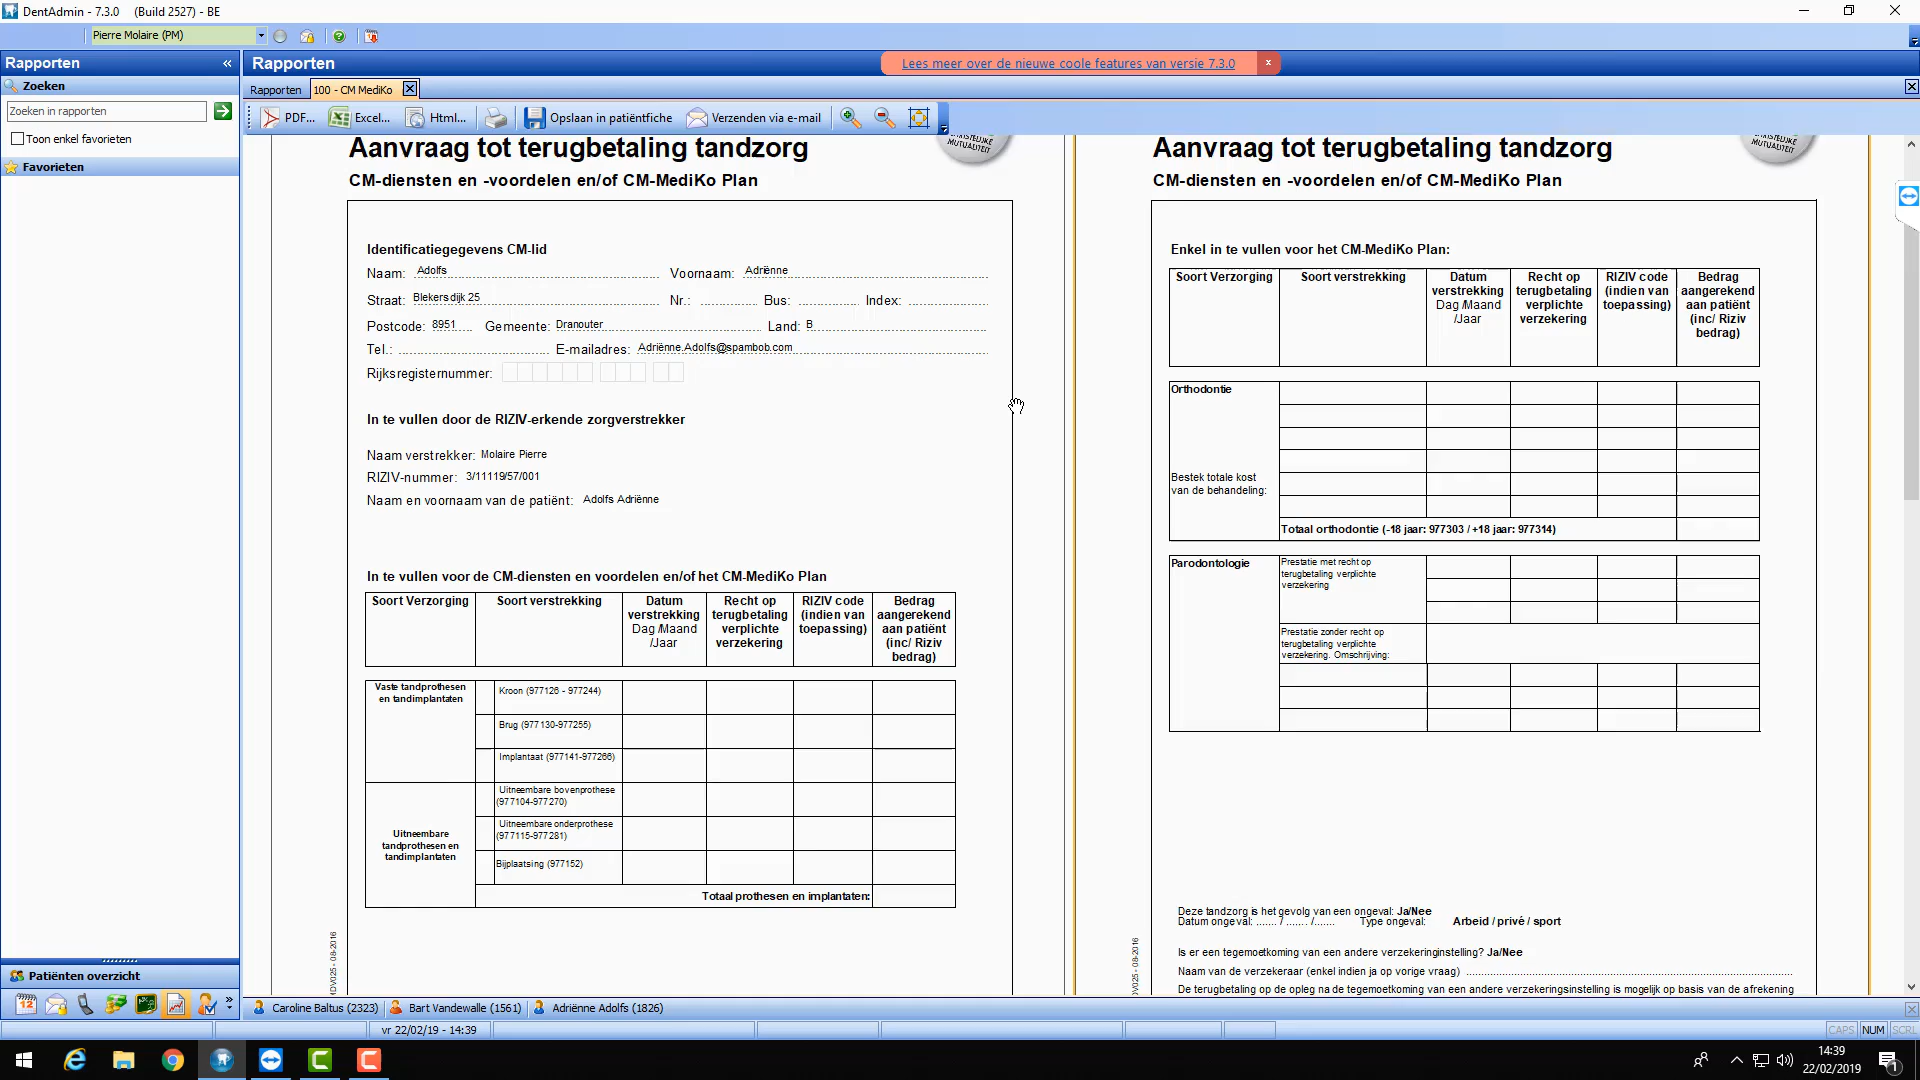 DentAdmin - 7.3.0 (Build 2527) - BE
Pierre Molaire (PM)
Rapporten
Zoeken
Zoeken in rapporten
Toon enkel favorieten
Favorieten
Rapporten
Lees meer over de nieuwe coole features van versie 7.3.0 x
Rapporten 100 - CM MediKo
PDF... Excel... Html... Opslaan in patiëntfiche Verzenden via e-mail
Aanvraag tot terugbetaling tandzorg
CM-diensten en -voordelen en/of CM-MediKo Plan
CHRISTELIJKE
MUTUALITEIT
Identificatiegegevens CM-lid
Naam: Adolfs Voornaam: Adriënne
Straat: Blekersdijk 25 Nr.: Bus: Index:
Postcode: 8951 Gemeente: Dranouter Land: B
Tel.: E-mailadres: Adriënne.Adolfs@spambob.com
Rijksregisternummer:
In te vullen door de RIZIV-erkende zorgverstrekker
Naam verstrekker: Molaire Pierre
RIZIV-nummer: 3/11119/57/001
Naam en voornaam van de patiënt: Adolfs Adriënne
In te vullen voor de CM-diensten en voordelen en/of het CM-MediKo Plan
Soort Verzorging Soort verstrekking Datum Recht op RIZIV code Bedrag
verstrekking terugbetaling (indien van aangerekend
Dag /Maand verplichte toepassing) aan patiënt
/Jaar verzekering (inc/ Riziv
bedrag)
Vaste tandprothesen
en tandimplantaten
Kroon (977126 - 977244)
Brug (977130-977255)
Implantaat (977141-977266)
Uitneembare
tandprothesen en
tandimplantaten
Uitneembare bovenprothese
(977104-977270)
Uitneembare onderprothese
(977115-977281)
Bijplaatsing (977152)
Totaal prothesen en implantaten:
MDV025 - 08-2016
Aanvraag tot terugbetaling tandzorg
CM-diensten en -voordelen en/of CM-MediKo Plan
CHRISTELIJKE
MUTUALITEIT
Enkel in te vullen voor het CM-MediKo Plan:
Soort Verzorging Soort verstrekking Datum Recht op RIZIV code Bedrag
verstrekking terugbetaling (indien van aangerekend
Dag /Maand verplichte toepassing) aan patiënt
/Jaar verzekering (inc/ Riziv
bedrag)
Orthodontie
Bestek totale kost
van de behandeling:
Totaal orthodontie (-18 jaar: 977303 / +18 jaar: 977314)
Parodontologie
Prestatie met recht op
terugbetaling verplichte
verzekering
Prestatie zonder recht op
terugbetaling verplichte
verzekering. Omschrijving:
Deze tandzorg is het gevolg van een ongeval: Ja/Nee
Datum ongeval: ....... / ....... /....... Type ongeval: Arbeid / privé / sport
Is er een tegemoetkoming van een andere verzekeringinstelling? Ja/Nee
Naam van de verzekeraar (enkel indien ja op vorige vraag)
De terugbetaling op de opleg na de tegemoetkoming van een andere verzekeringsinstelling is mogelijk op basis van de afrekening
DV025 - 08-2016
Patiënten overzicht
Caroline Baltus (2323) Bart Vandewalle (1561) Adriënne Adolfs (1826)
vr 22/02/19 - 14:39
CAPS NUM SCRL
14:39
22/02/2019
1